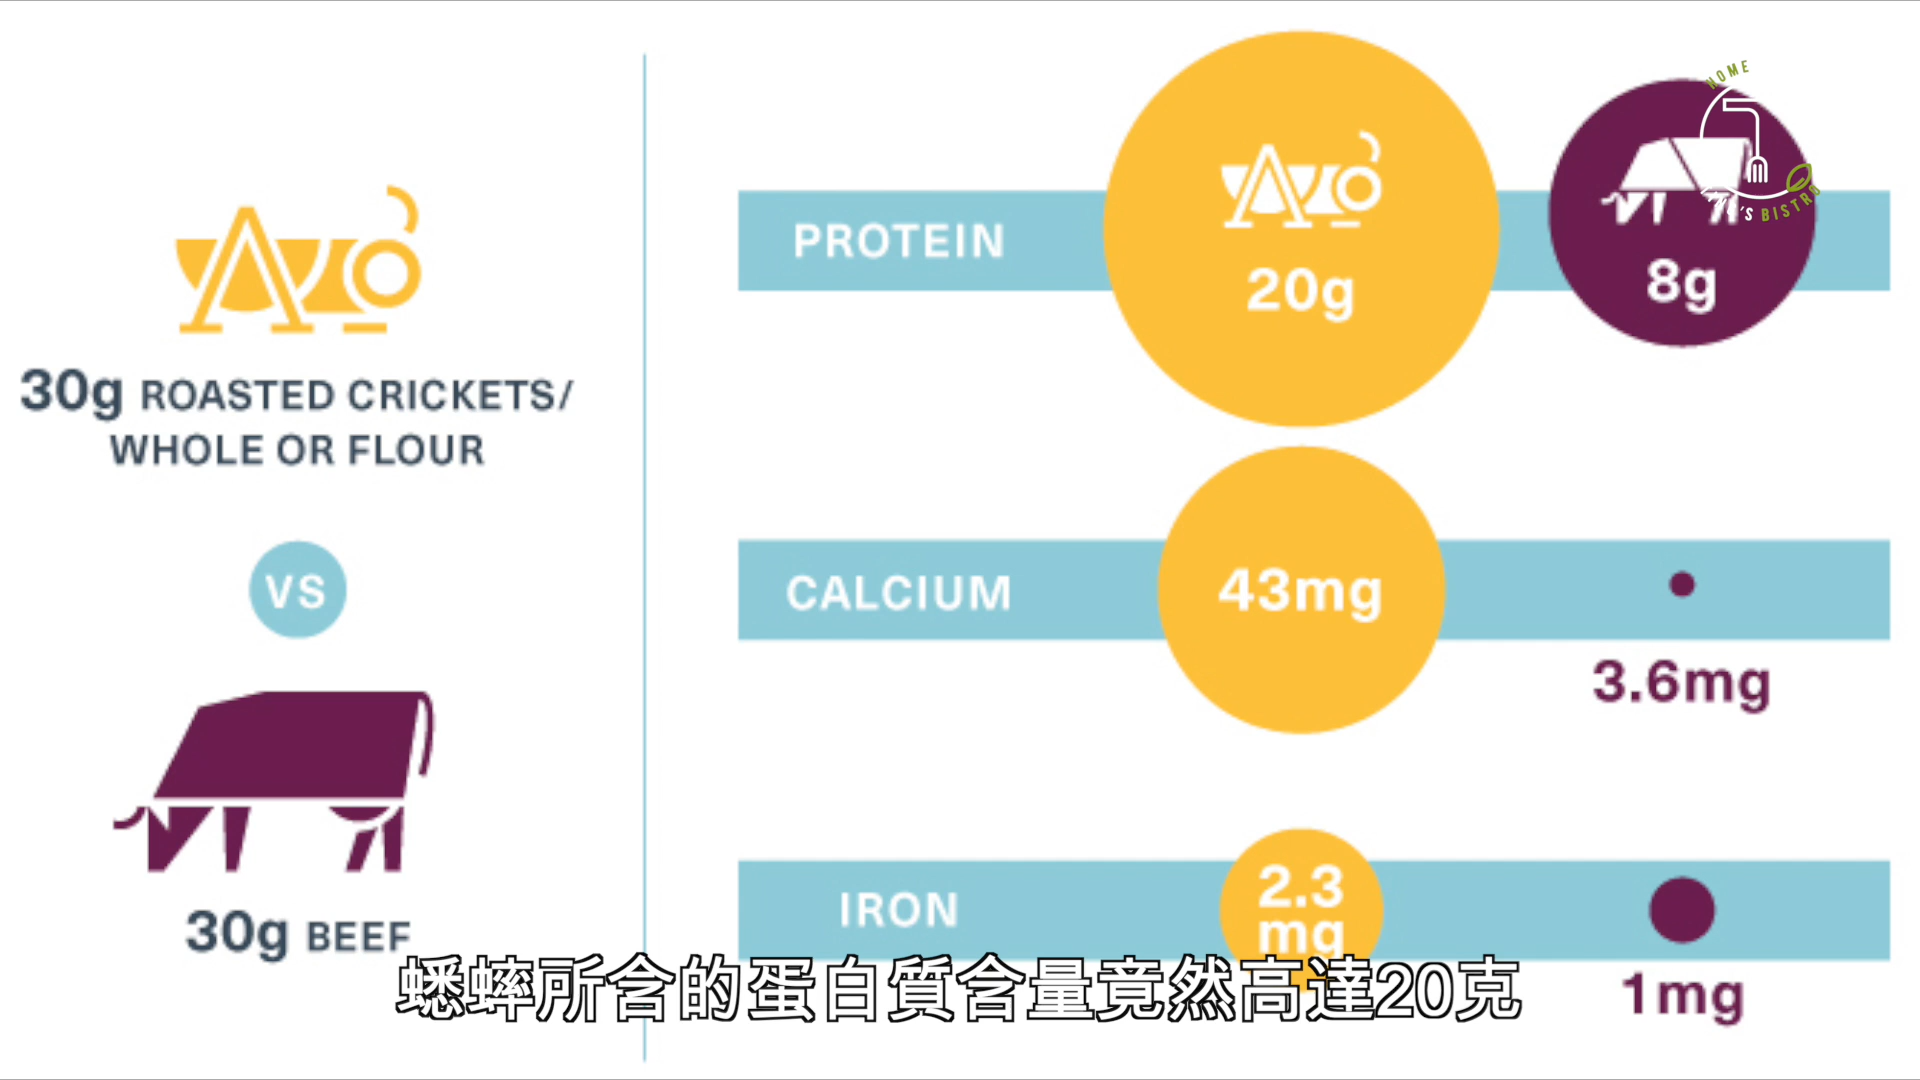 30g ROASTED CRICKETS/
WHOLE OR FLOUR
VS
30g BEEF
PROTEIN
20g
8g
CALCIUM
43mg
3.6mg
IRON
2.3
mg
1mg
HOME
'S BISTRO
蟋蟀所含的蛋白質含量竟然高達20克